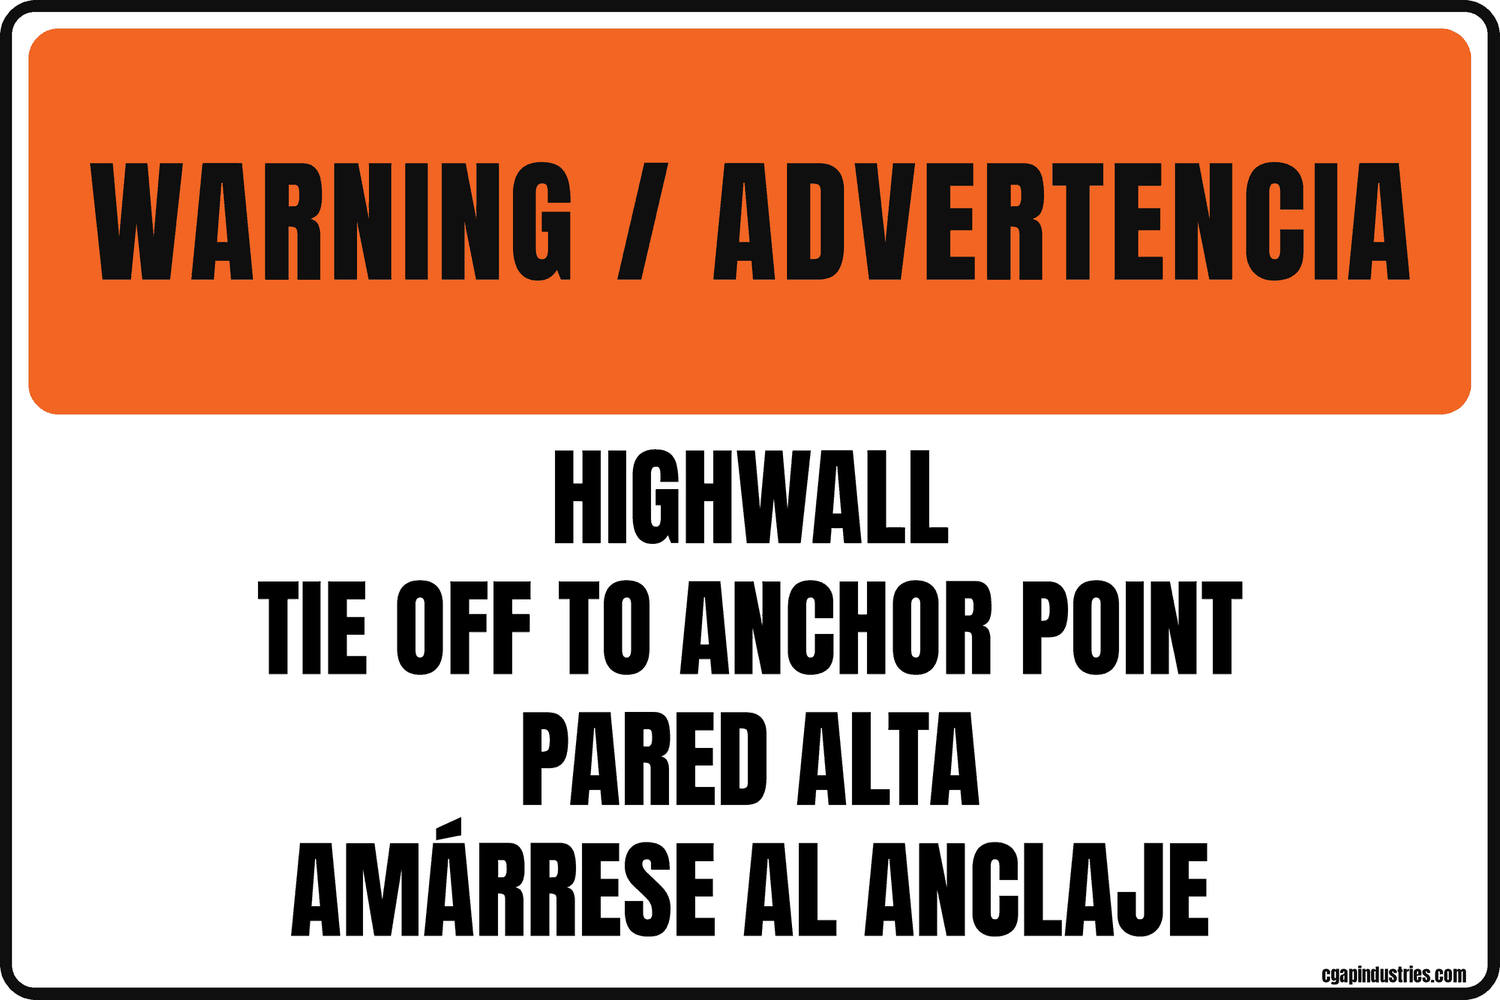 WARNING / ADVERTENCIA
HIGHWALL
TIE OFF TO ANCHOR POINT
PARED ALTA
AMÁRRESE AL ANCLAJE
cgapindustries.com